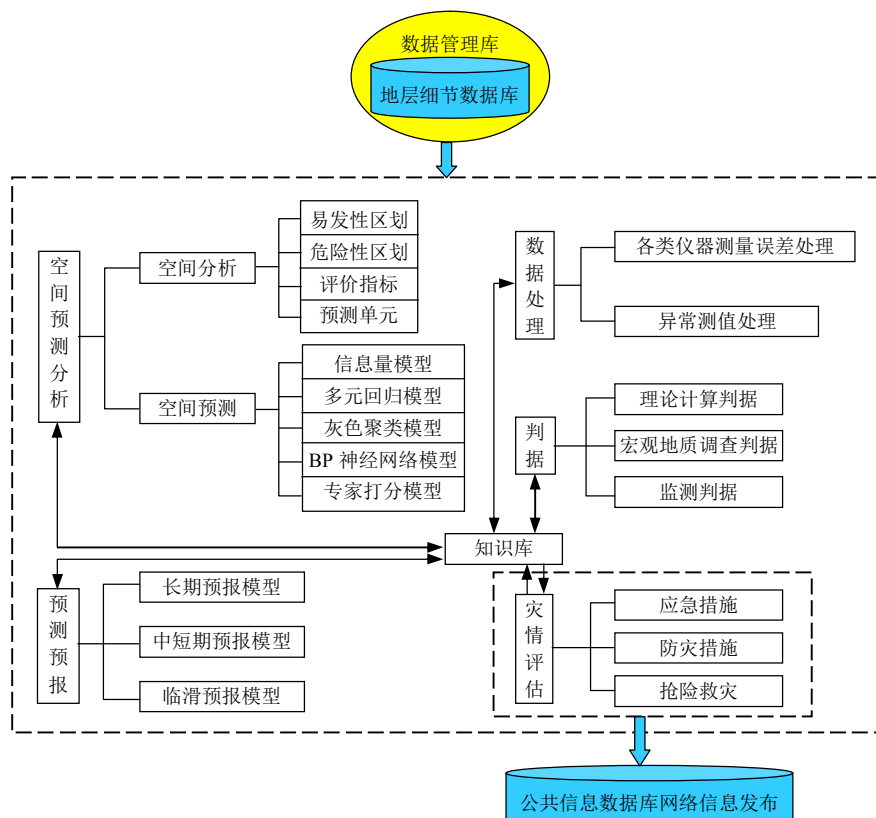 数据管理库
地层细节数据库
空间预测分析
空间分析
易发性区划
危险性区划
评价指标
预测单元
空间预测
信息量模型
多元回归模型
灰色聚类模型
BP 神经网络模型
专家打分模型
数据处理
各类仪器测量误差处理
异常测值处理
判据
理论计算判据
宏观地质调查判据
监测判据
知识库
预测预报
长期预报模型
中短期预报模型
临滑预报模型
灾情评估
应急措施
防灾措施
抢险救灾
公共信息数据库网络信息发布